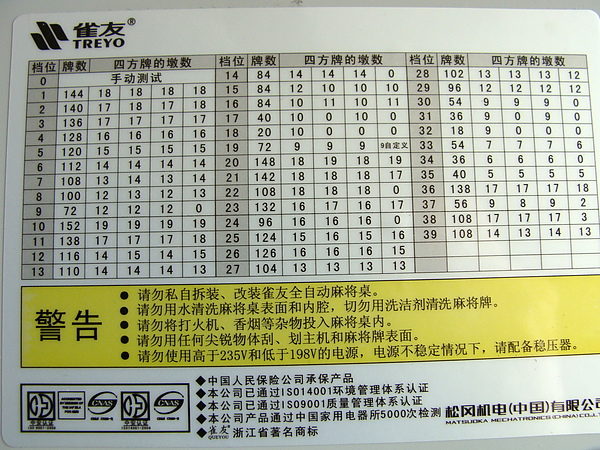 雀友®
TREYO
档位 牌数 四方牌的墩数 档位 牌数 四方牌的墩数 档位 牌数 四方牌的墩数
0 手动测试 14 84 14 14 14 0 28 102 13 13 13 12
1 144 18 18 18 18 15 84 12 10 10 10 29 96 12 12 12 12
2 140 17 18 17 18 16 84 10 11 10 11 30 54 9 9 9 0
3 136 17 17 17 17 17 40 10 0 10 0 31 36 9 0 9 0
4 128 16 16 16 16 18 20 10 0 0 0 32 18 9 0 0 0
5 120 15 15 15 15 19 72 9 9 9 9自定义 33 54 7 7 7 6
6 112 14 14 14 14 20 148 19 18 19 18 34 36 6 6 6 0
7 108 13 14 13 14 21 142 18 18 18 17 35 40 5 5 5 5
8 100 12 13 12 13 22 108 18 18 18 0 36 138 17 17 17 18
9 72 12 12 12 0 23 132 16 17 16 17 37 56 9 8 9 2
10 152 19 19 19 19 24 96 16 16 16 0 38 108 17 17 17 3
11 138 17 17 17 18 25 124 15 16 15 16 39 108 14 13 14 13
12 116 14 15 14 15 26 126 16 16 16 15
13 110 14 14 14 13 27 104 13 13 13 13
警告
● 请勿私自拆装、改装雀友全自动麻将桌。
● 请勿用水清洗麻将桌表面和内腔，切勿用洗洁剂清洗麻将牌。
● 请勿将打火机、香烟等杂物投入麻将桌内。
● 请勿用任何尖锐物体刮、划主机和麻将牌表面。
● 请勿使用高于235V和低于198V的电源，电源不稳定情况下，请配备稳压器。
◆中国人民保险公司承保产品
◆本公司已通过ISO14001环境管理体系认证
◆本公司已通过ISO9001质量管理体系认证
◆本公司产品通过中国家用电器所5000次检测
◆雀友 浙江省著名商标
QUEYOU
CNAS
CNAS
松冈机电(中国)有限公司
MATSUOKA MECHATRONICS (CHINA) CO.,LT